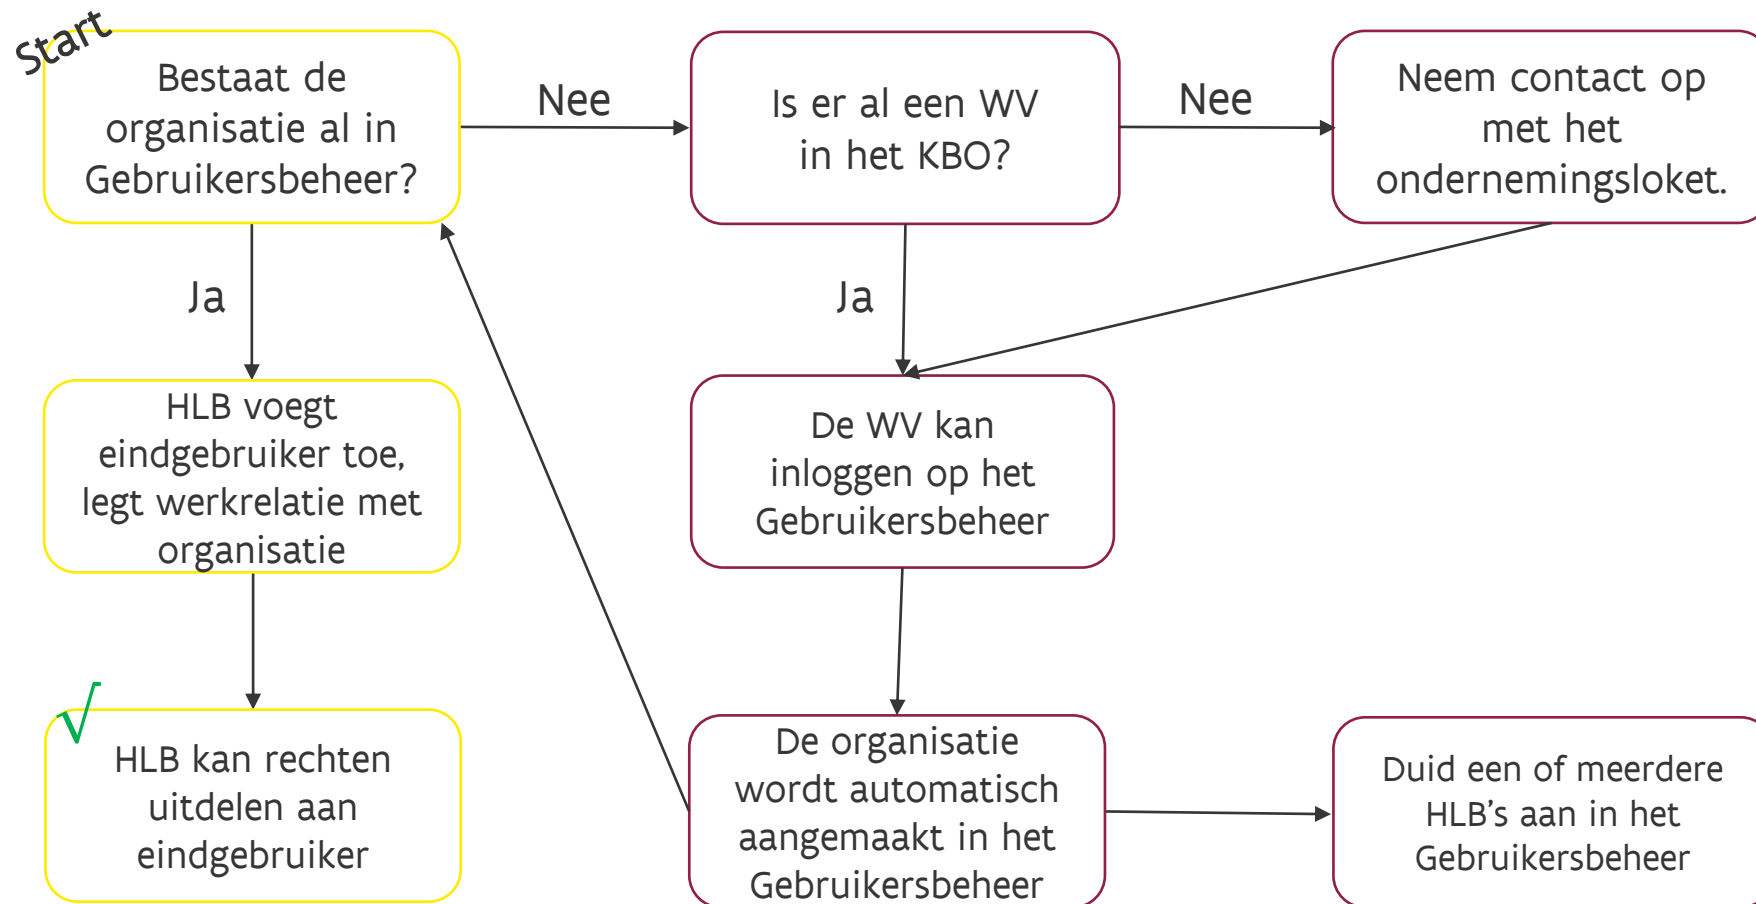 Start
Bestaat de
organisatie al in
Gebruikersbeheer?
Nee
Is er al een WV
in het KBO?
Nee
Neem contact op
met het
ondernemingsloket.
Ja
Ja
HLB voegt
eindgebruiker toe,
legt werkrelatie met
organisatie
De WV kan
inloggen op het
Gebruikersbeheer
√
HLB kan rechten
uitdelen aan
eindgebruiker
De organisatie
wordt automatisch
aangemaakt in het
Gebruikersbeheer
Duid een of meerdere
HLB’s aan in het
Gebruikersbeheer